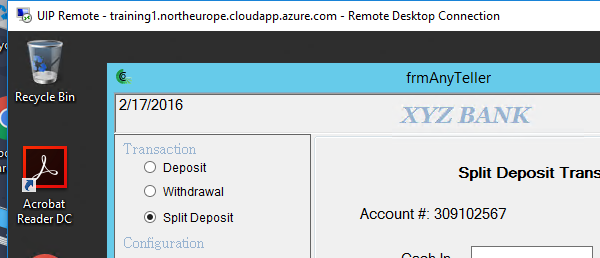 UIP Remote - training1.northeurope.cloudapp.azure.com - Remote Desktop Connection
Recycle Bin
Acrobat
Reader DC
frmAnyTeller
2/17/2016
XYZ BANK
Transaction
Deposit
Withdrawal
Split Deposit
Configuration
Split Deposit Trans
Account #: 309102567
Cash In